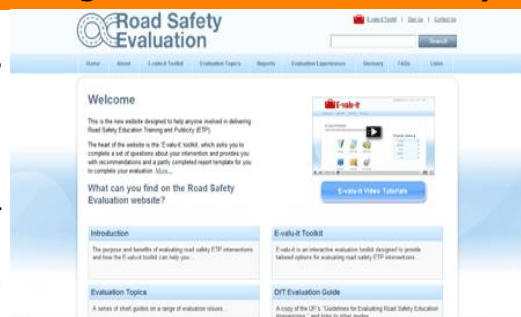 Road Safety
Evaluation
E-valu-it Toolkit | Sign Up | Contact Us
Search
Home About E-valu-it Toolkit Evaluation Topics Reports Evaluation Experiences Glossary FAQs Links
Welcome
This is the new website designed to help anyone involved in delivering
Road Safety Education Training and Publicity (ETP).
The heart of the website is the 'E-valu-it' toolkit, which asks you to
complete a set of questions about your intervention and provides you
with recommendations and a partly completed report template for you
to complete your evaluation. More...
What can you find on the Road Safety
Evaluation website?
E-valu-it
E-valu-it Video Tutorials
Introduction
The purpose and benefits of evaluating road safety ETP interventions
and how the E-valu-it toolkit can help you...
E-valu-it Toolkit
E-valu-it is an interactive evaluation toolkit designed to provide
tailored options for evaluating road safety ETP interventions...
Evaluation Topics
A series of short guides on a range of evaluation issues...
DfT Evaluation Guide
A copy of the DfT's "Guidelines for Evaluating Road Safety Education
Interventions," and links to other guides...